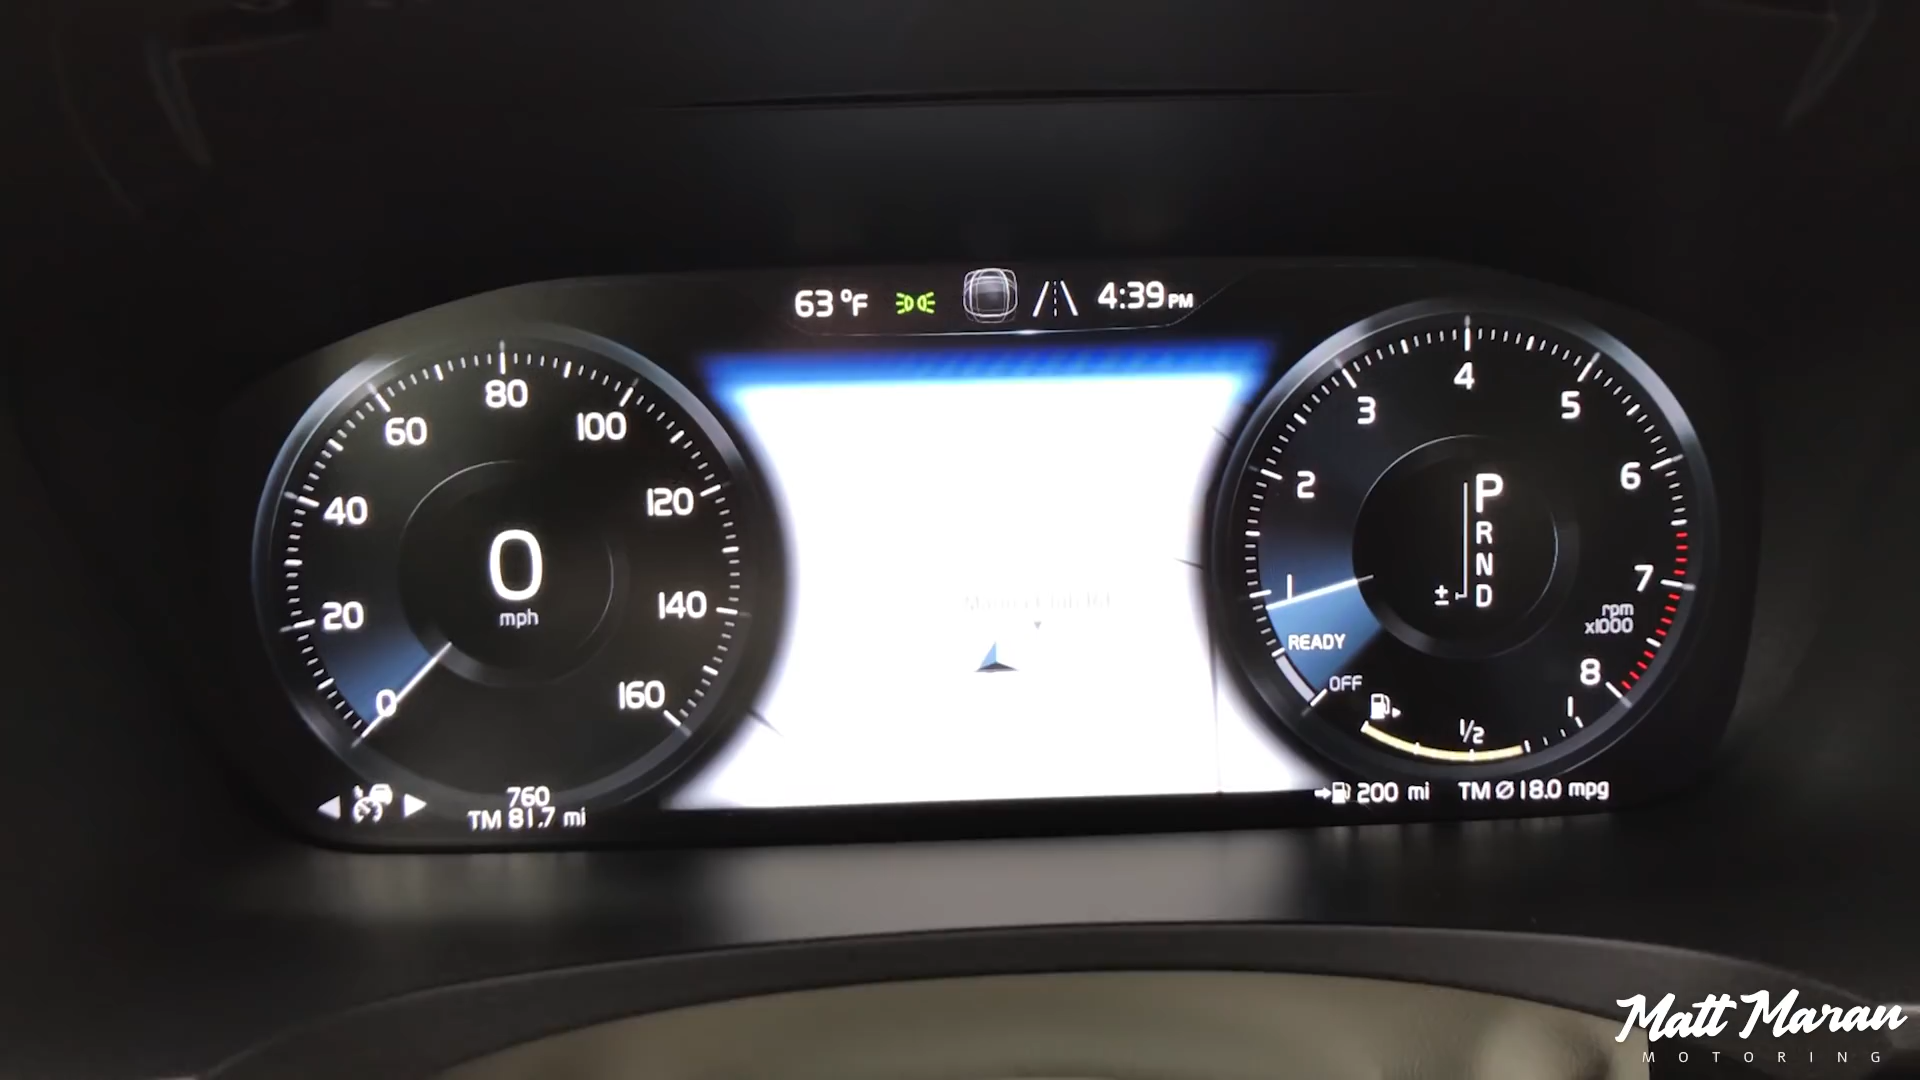 63 °F
4:39 PM
0
20
40
60
80
100
120
140
160
0
mph
760
TM 81.7 mi
OFF
READY
1
2
3
4
5
6
7
8
rpm
x1000
P
R
N
D
±
1/2
1
200 mi
TM Ø 18.0 mpg
Matt Maran
MOTORING